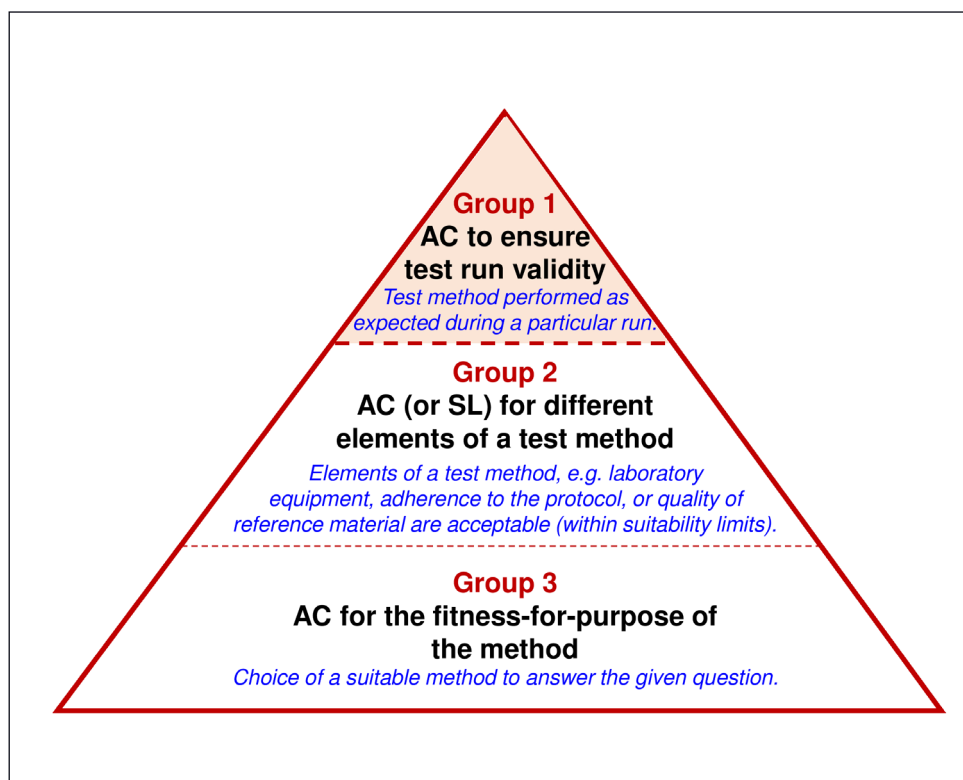 Group 1
AC to ensure
test run validity
Test method performed as
expected during a particular run.
Group 2
AC (or SL) for different
elements of a test method
Elements of a test method, e.g. laboratory
equipment, adherence to the protocol, or quality of
reference material are acceptable (within suitability limits).
Group 3
AC for the fitness-for-purpose of
the method
Choice of a suitable method to answer the given question.